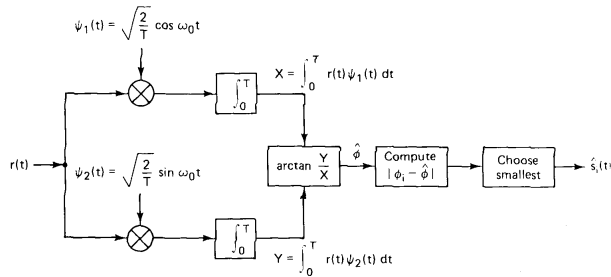 ψ₁(t) = √(2/T) cos ω₀t
X = ∫₀ᵀ r(t) ψ₁(t) dt
∫₀ᵀ
r(t)
ψ₂(t) = √(2/T) sin ω₀t
arctan Y/X
φ̂
Compute
|φᵢ − φ̂|
Choose
smallest
ŝᵢ(t)
∫₀ᵀ
Y = ∫₀ᵀ r(t) ψ₂(t) dt